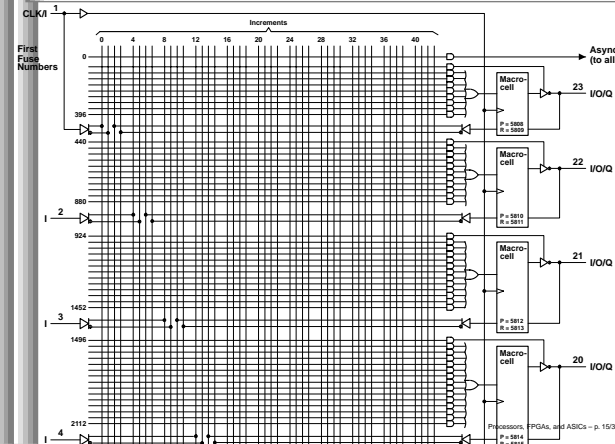 CLK/I 1
Increments
First
Fuse
Numbers
0 4 8 12 16 20 24 28 32 36 40
0
Async
(to all
396
Macro-
cell
P = 5808
R = 5809
23
I/O/Q
440
880
Macro-
cell
P = 5810
R = 5811
22
I/O/Q
I 2
924
1452
Macro-
cell
P = 5812
R = 5813
21
I/O/Q
I 3
1496
2112
Macro-
cell
P = 5814
20
I/O/Q
I 4
Processors, FPGAs, and ASICs – p. 15/3